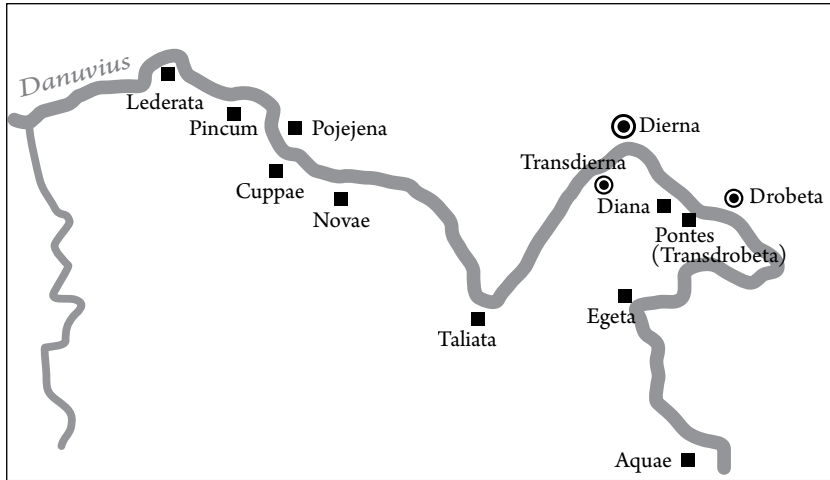 Danuvius
Lederata
Pincum
Pojejena
Dierna
Transdierna
Cuppae
Novae
Diana
Drobeta
Pontes
(Transdrobeta)
Egeta
Taliata
Aquae